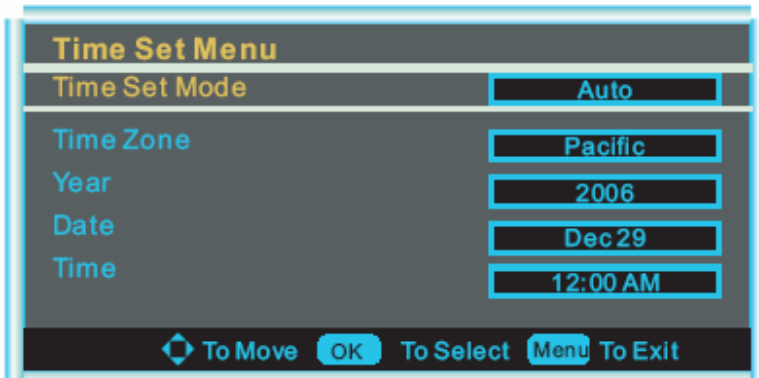 Time Set Menu
Time Set Mode Auto
Time Zone Pacific
Year 2006
Date Dec 29
Time 12:00 AM
To Move OK To Select Menu To Exit